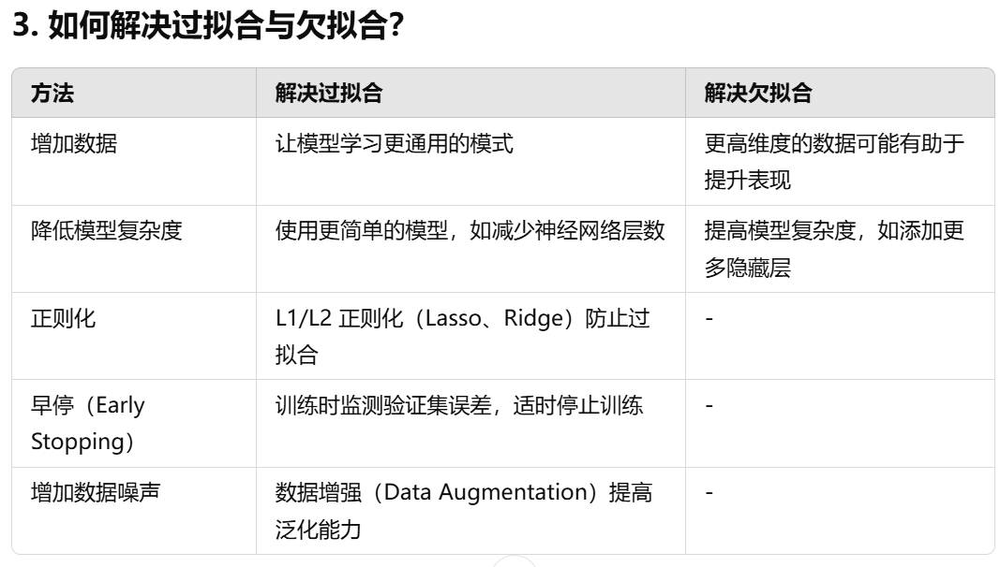 3. 如何解决过拟合与欠拟合?
方法 解决过拟合 解决欠拟合
增加数据 让模型学习更通用的模式 更高维度的数据可能有助于
提升表现
降低模型复杂度 使用更简单的模型，如减少神经网络层数 提高模型复杂度，如添加更
多隐藏层
正则化 L1/L2 正则化（Lasso、Ridge）防止过 -
拟合
早停（Early 训练时监测验证集误差，适时停止训练 -
Stopping）
增加数据噪声 数据增强（Data Augmentation）提高 -
泛化能力